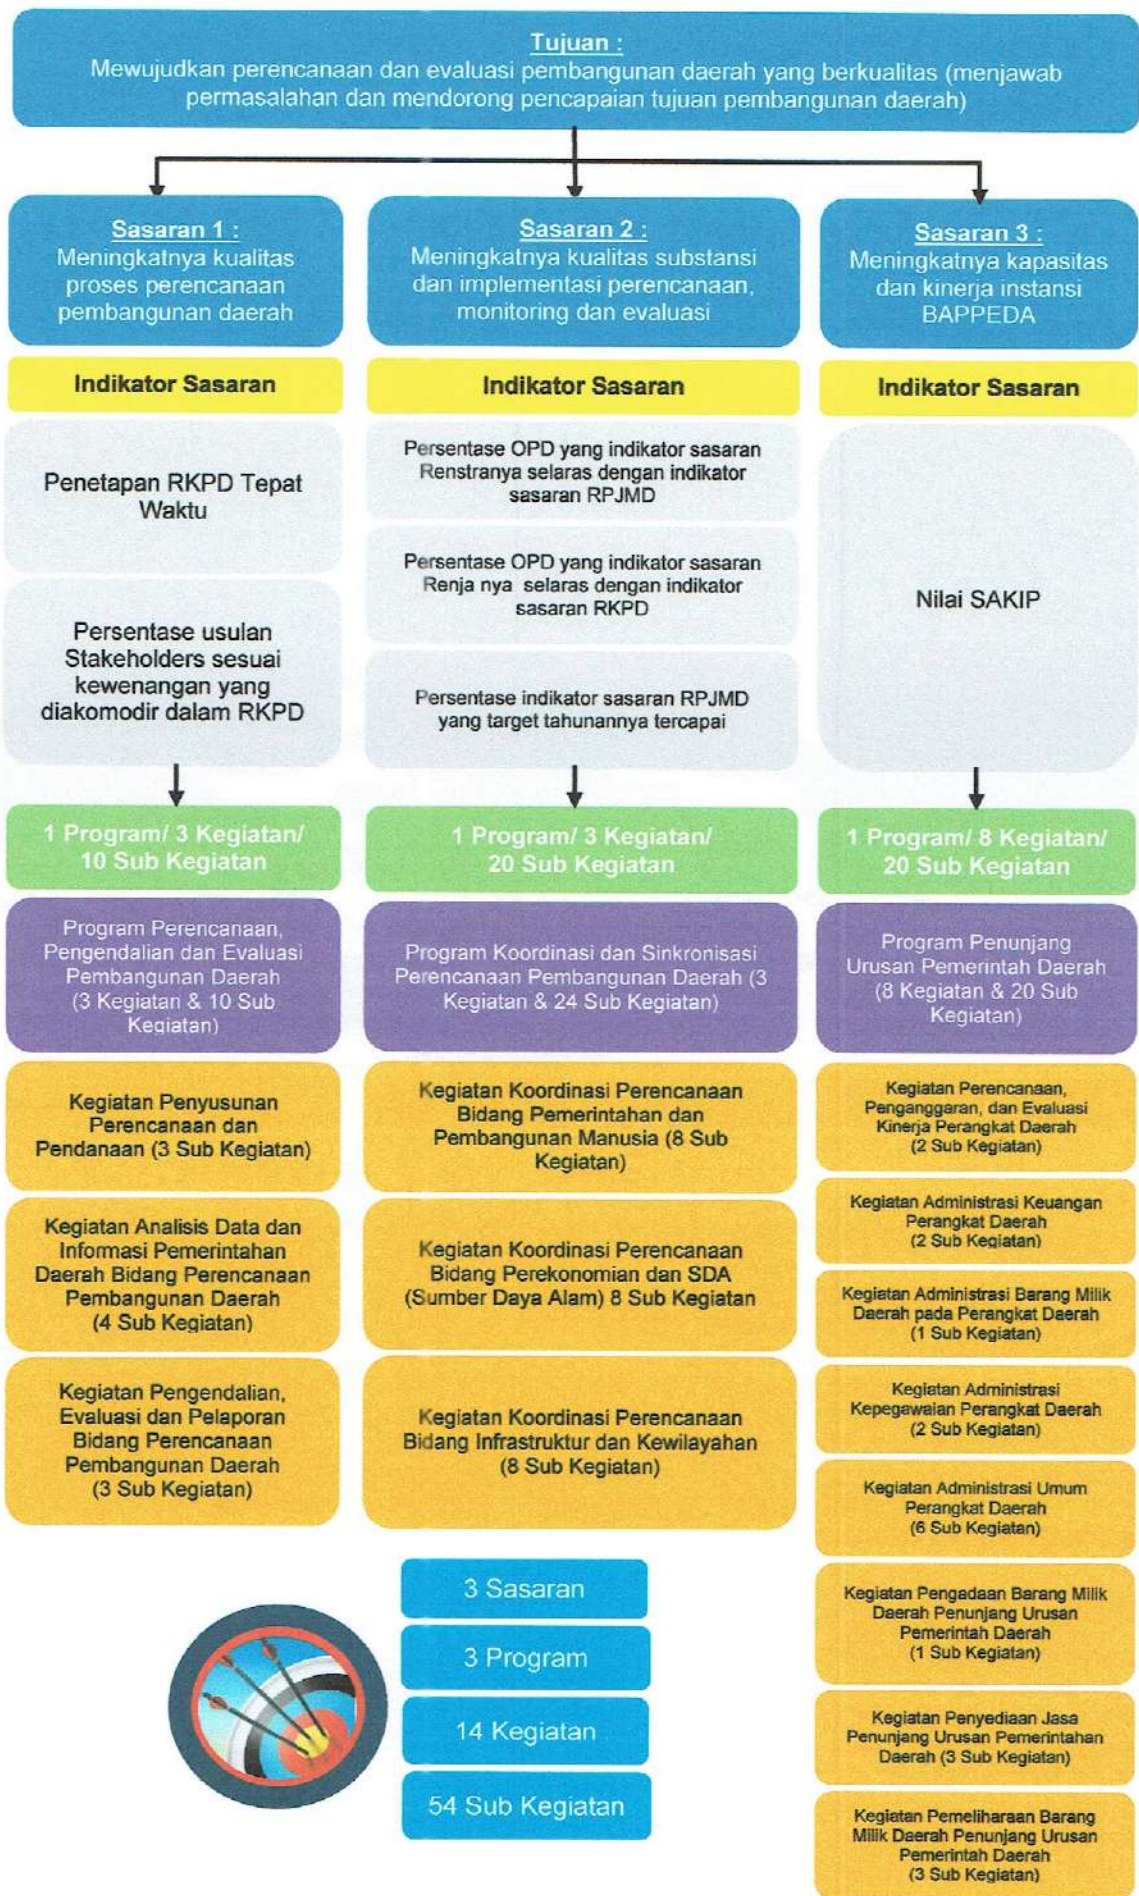 Tujuan :
Mewujudkan perencanaan dan evaluasi pembangunan daerah yang berkualitas (menjawab
permasalahan dan mendorong pencapaian tujuan pembangunan daerah)
Sasaran 1 :
Meningkatnya kualitas
proses perencanaan
pembangunan daerah
Sasaran 2 :
Meningkatnya kualitas substansi
dan implementasi perencanaan,
monitoring dan evaluasi
Sasaran 3 :
Meningkatnya kapasitas
dan kinerja instansi
BAPPEDA
Indikator Sasaran
Indikator Sasaran
Indikator Sasaran
Penetapan RKPD Tepat
Waktu
Persentase usulan
Stakeholders sesuai
kewenangan yang
diakomodir dalam RKPD
Persentase OPD yang indikator sasaran
Renstranya selaras dengan indikator
sasaran RPJMD
Persentase OPD yang indikator sasaran
Renja nya selaras dengan indikator
sasaran RKPD
Persentase indikator sasaran RPJMD
yang target tahunannya tercapai
Nilai SAKIP
1 Program/ 3 Kegiatan/
10 Sub Kegiatan
1 Program/ 3 Kegiatan/
20 Sub Kegiatan
1 Program/ 8 Kegiatan/
20 Sub Kegiatan
Program Perencanaan,
Pengendalian dan Evaluasi
Pembangunan Daerah
(3 Kegiatan & 10 Sub
Kegiatan)
Program Koordinasi dan Sinkronisasi
Perencanaan Pembangunan Daerah (3
Kegiatan & 24 Sub Kegiatan)
Program Penunjang
Urusan Pemerintah Daerah
(8 Kegiatan & 20 Sub
Kegiatan)
Kegiatan Penyusunan
Perencanaan dan
Pendanaan (3 Sub Kegiatan)
Kegiatan Analisis Data dan
Informasi Pemerintahan
Daerah Bidang Perencanaan
Pembangunan Daerah
(4 Sub Kegiatan)
Kegiatan Pengendalian,
Evaluasi dan Pelaporan
Bidang Perencanaan
Pembangunan Daerah
(3 Sub Kegiatan)
Kegiatan Koordinasi Perencanaan
Bidang Pemerintahan dan
Pembangunan Manusia (8 Sub
Kegiatan)
Kegiatan Koordinasi Perencanaan
Bidang Perekonomian dan SDA
(Sumber Daya Alam) 8 Sub Kegiatan
Kegiatan Koordinasi Perencanaan
Bidang Infrastruktur dan Kewilayahan
(8 Sub Kegiatan)
Kegiatan Perencanaan,
Penganggaran, dan Evaluasi
Kinerja Perangkat Daerah
(2 Sub Kegiatan)
Kegiatan Administrasi Keuangan
Perangkat Daerah
(2 Sub Kegiatan)
Kegiatan Administrasi Barang Milik
Daerah pada Perangkat Daerah
(1 Sub Kegiatan)
Kegiatan Administrasi
Kepegawaian Perangkat Daerah
(2 Sub Kegiatan)
Kegiatan Administrasi Umum
Perangkat Daerah
(6 Sub Kegiatan)
Kegiatan Pengadaan Barang Milik
Daerah Penunjang Urusan
Pemerintah Daerah
(1 Sub Kegiatan)
Kegiatan Penyediaan Jasa
Penunjang Urusan Pemerintahan
Daerah (3 Sub Kegiatan)
Kegiatan Pemeliharaan Barang
Milik Daerah Penunjang Urusan
Pemerintah Daerah
(3 Sub Kegiatan)
3 Sasaran
3 Program
14 Kegiatan
54 Sub Kegiatan